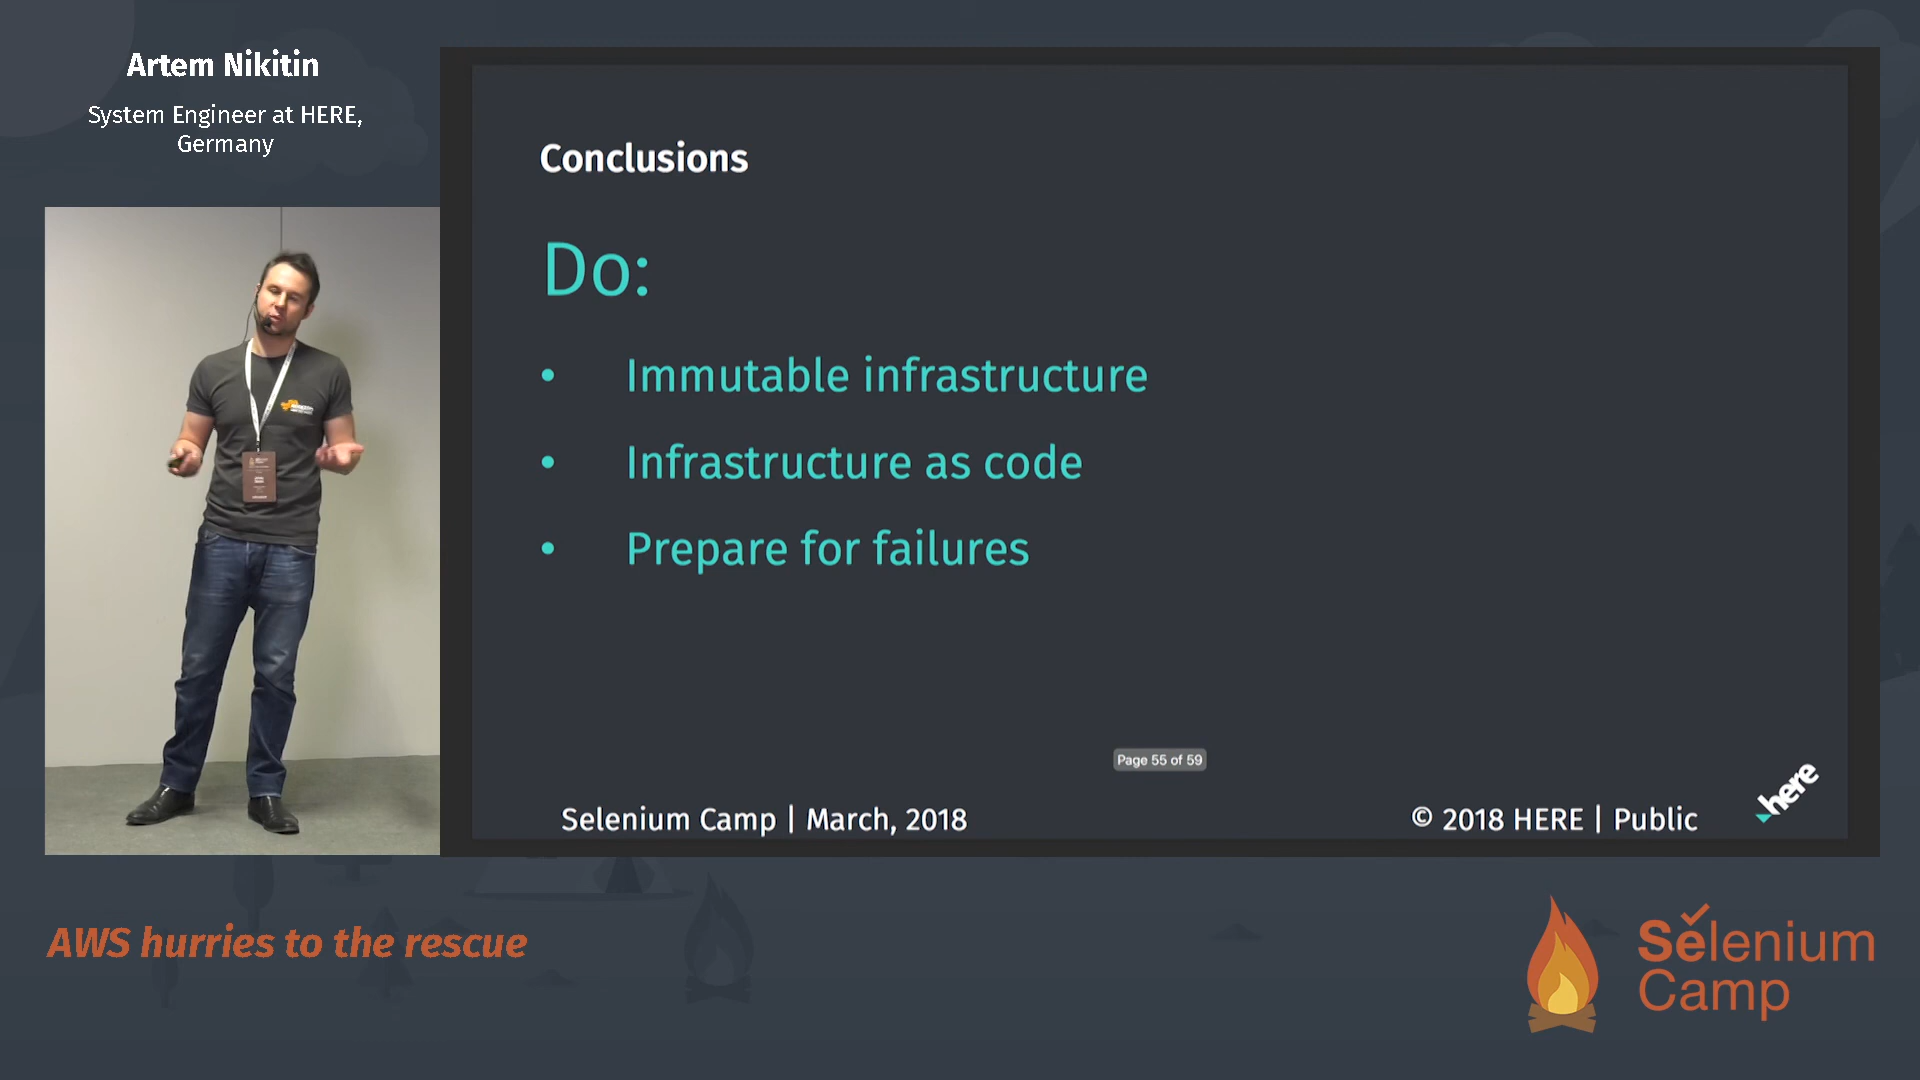 Artem Nikitin
System Engineer at HERE,
Germany
Conclusions
Do:
• Immutable infrastructure
• Infrastructure as code
• Prepare for failures
Page 55 of 59
Selenium Camp | March, 2018
© 2018 HERE | Public
here
AWS hurries to the rescue
Selenium
Camp